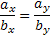 a_x/b_x = a_y/b_y